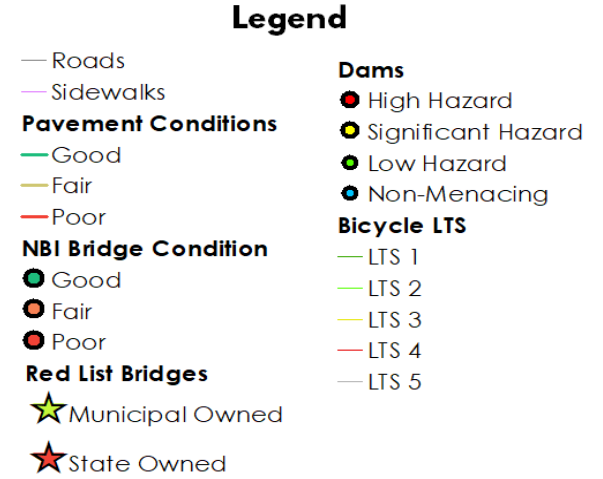 Legend
Roads
Sidewalks
Pavement Conditions
Good
Fair
Poor
NBI Bridge Condition
Good
Fair
Poor
Red List Bridges
Municipal Owned
State Owned
Dams
High Hazard
Significant Hazard
Low Hazard
Non-Menacing
Bicycle LTS
LTS 1
LTS 2
LTS 3
LTS 4
LTS 5